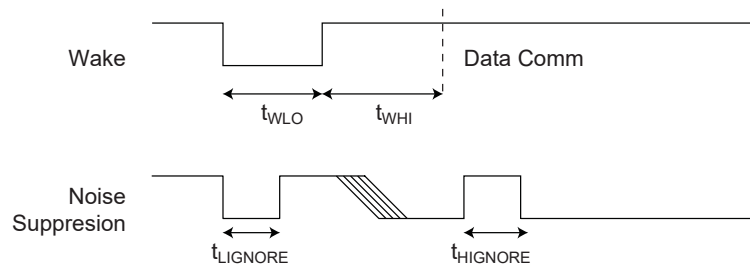 Wake
Data Comm
tWLO
tWHI
Noise
Suppresion
tLIGNORE
tHIGNORE